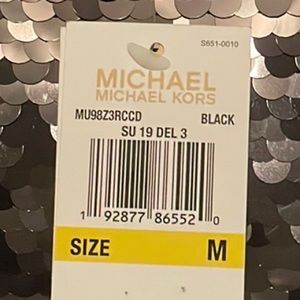 S651-0010
MICHAEL
MICHAEL KORS
MU98Z3RCCD BLACK
SU 19 DEL 3
1 92877 86552 0
SIZE M